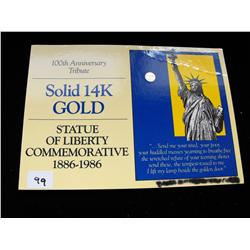 100th Anniversary
Tribute
Solid 14K
GOLD
STATUE
OF LIBERTY
COMMEMORATIVE
1886-1986
99
"...Send me your tired, your poor,
your huddled masses yearning to breathe free
the wretched refuse of your teeming shore
send these, the tempest-tossed to me
I lift my lamp beside the golden door."